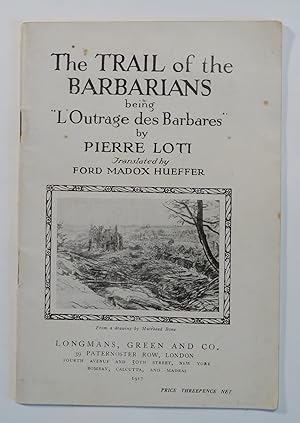 The TRAIL of the
BARBARIANS
being
"L'Outrage des Barbares"
by
PIERRE LOTI
Translated by
FORD MADOX HUEFFER
From a drawing by Muirhead Bone
LONGMANS, GREEN AND CO.
39 PATERNOSTER ROW, LONDON
FOURTH AVENUE AND 30TH STREET, NEW YORK
BOMBAY, CALCUTTA, AND MADRAS
1917
PRICE THREEPENCE NET